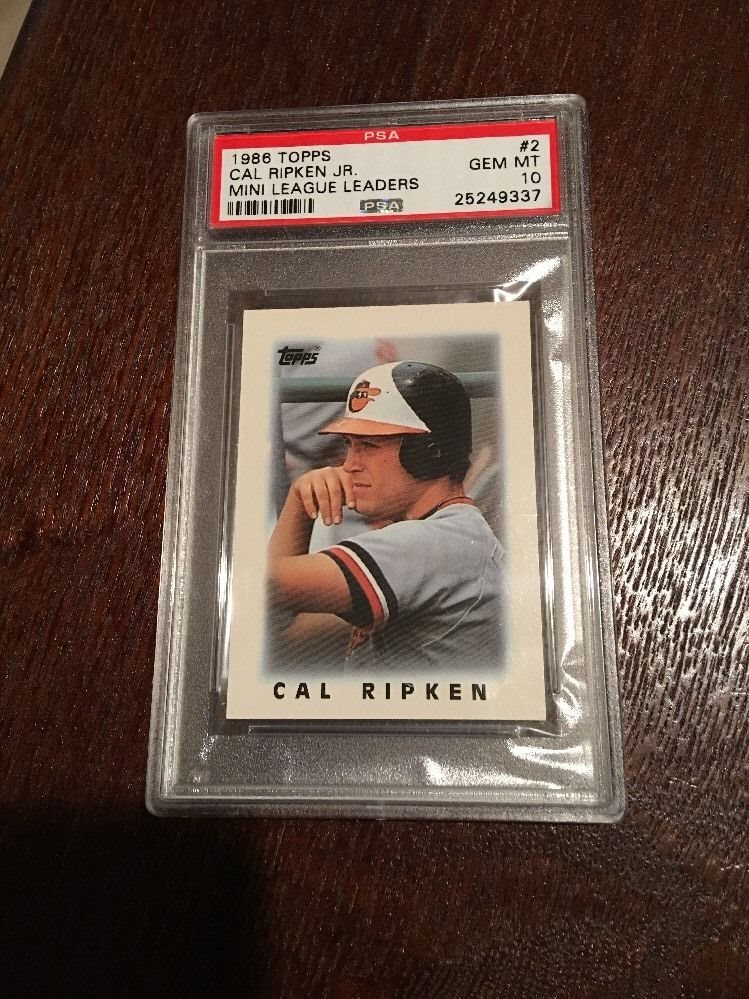 PSA
1986 TOPPS #2
CAL RIPKEN JR. GEM MT
MINI LEAGUE LEADERS 10
PSA 25249337
topps
CAL RIPKEN